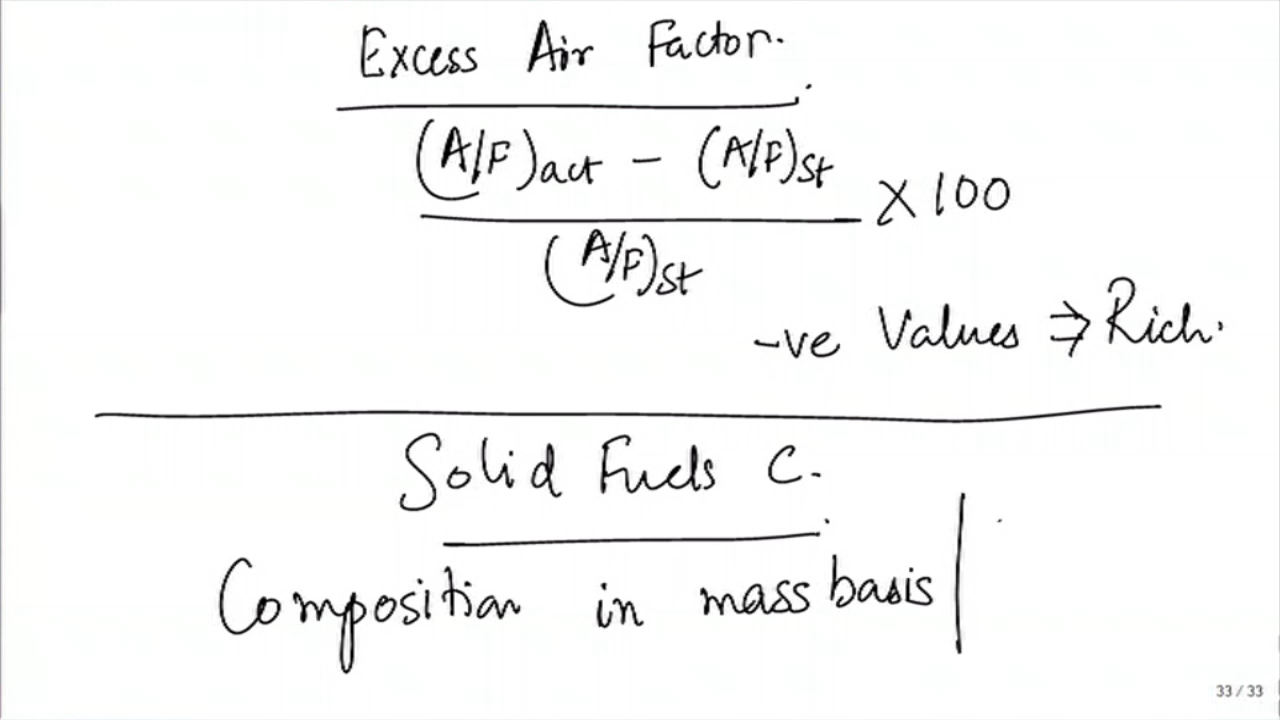 Excess Air Factor.
(A/F)act - (A/F)st
× 100
(A/F)st
-ve Values ⇒ Rich.
Solid Fuels C.
Composition in mass basis
33 / 33